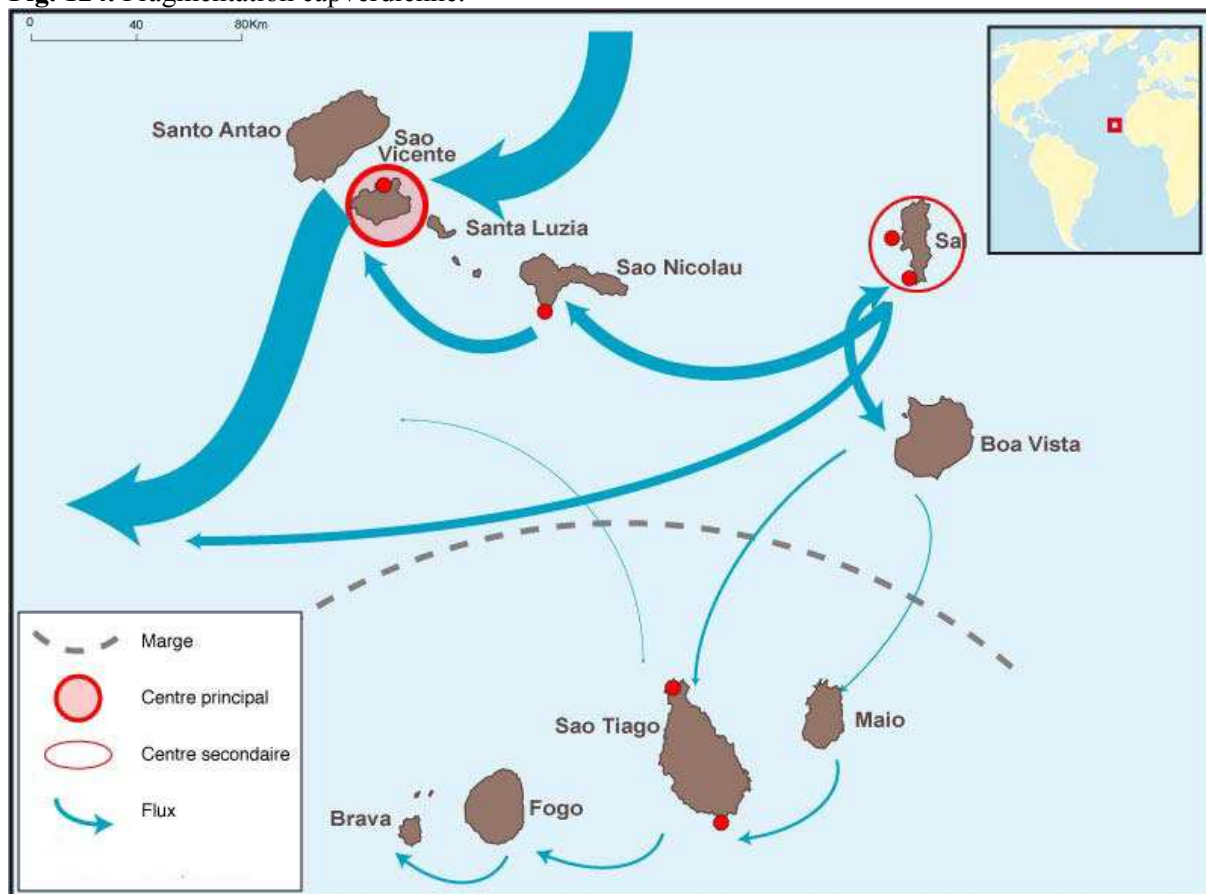 Fig. 124. Fragmentation capverdienne.
0 40 80Km
Santo Antao
Sao
Vicente
Santa Luzia
Sao Nicolau
Sal
Boa Vista
Sao Tiago
Maio
Fogo
Brava
Marge
Centre principal
Centre secondaire
Flux